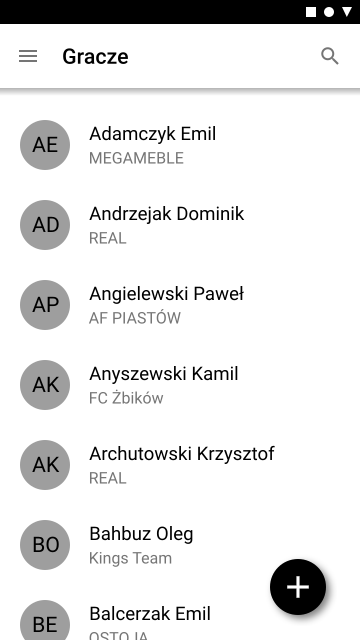 Gracze
AE
Adamczyk Emil
MEGAMEBLE
AD
Andrzejak Dominik
REAL
AP
Angielewski Paweł
AF PIASTÓW
AK
Anyszewski Kamil
FC Żbików
AK
Archutowski Krzysztof
REAL
BO
Bahbuz Oleg
Kings Team
BE
Balcerzak Emil
OSTOJA